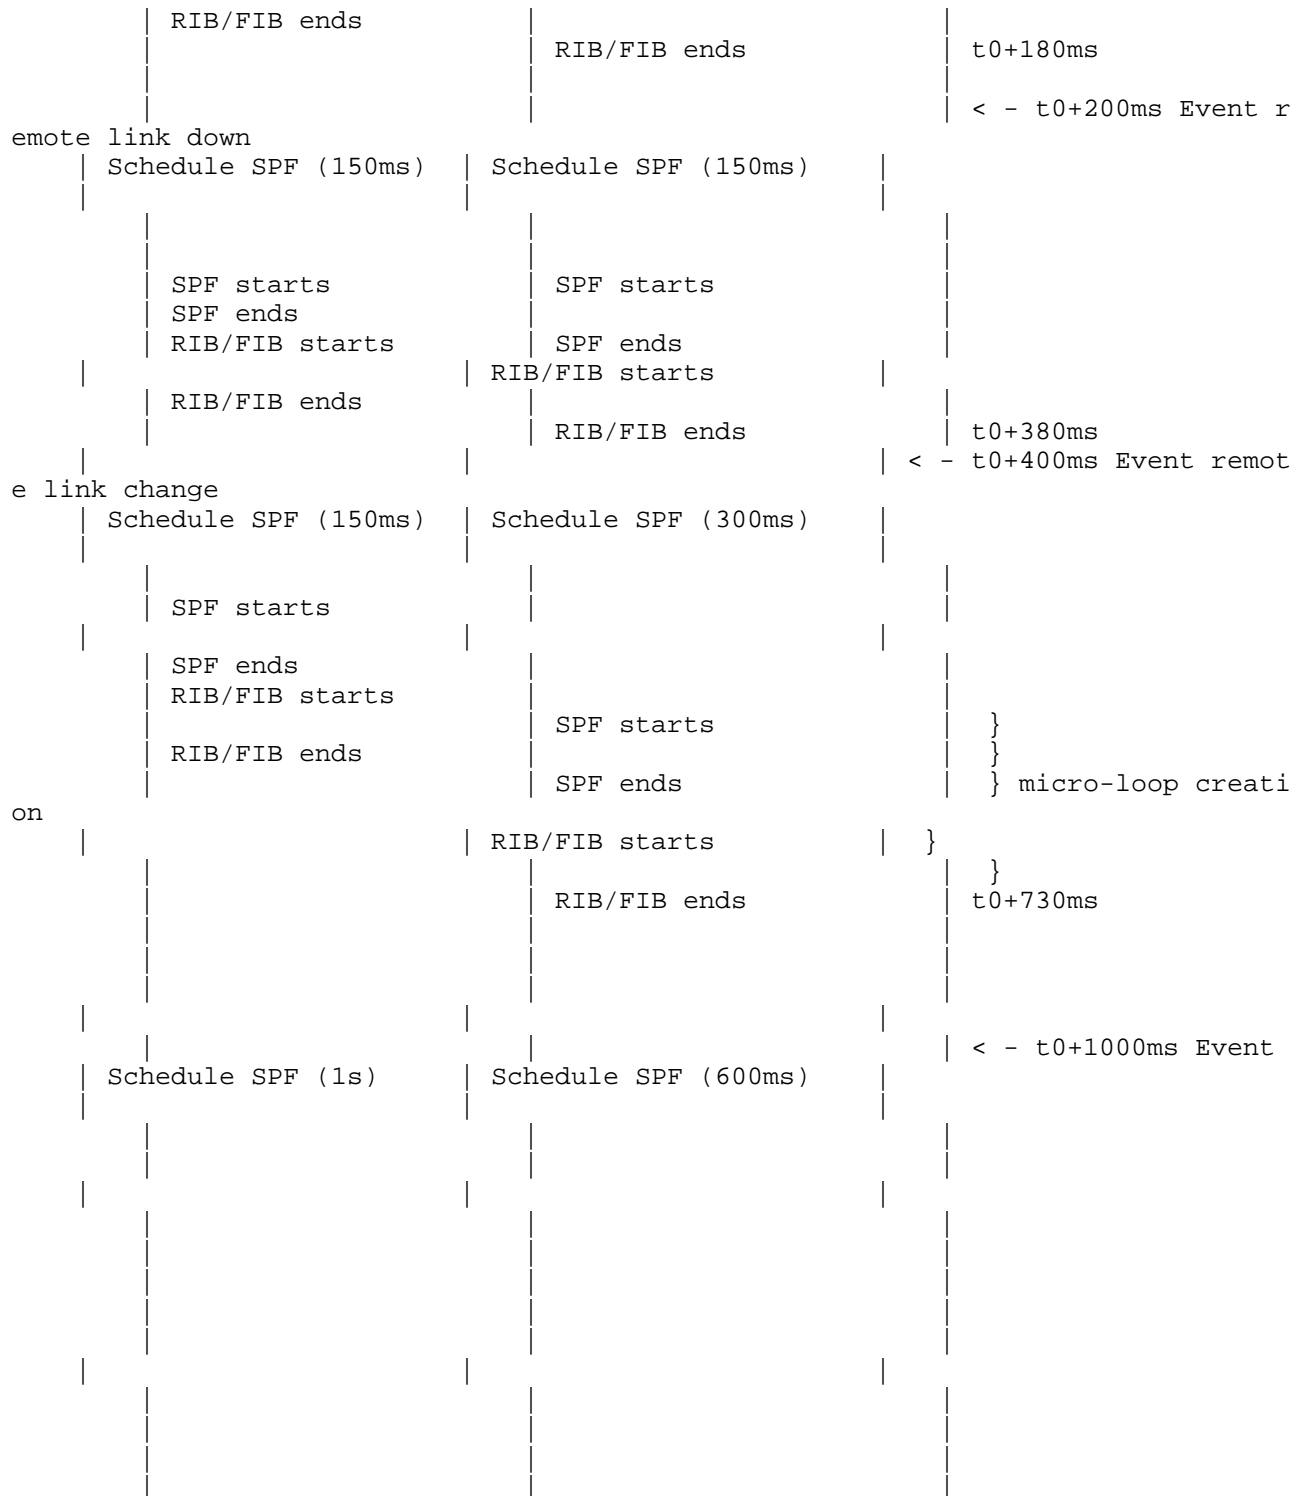 | RIB/FIB ends | |
| | RIB/FIB ends | t0+180ms
| | |
| | | < - t0+200ms Event r
emote link down
| Schedule SPF (150ms) | Schedule SPF (150ms) |
| | |
| | |
| | |
| SPF starts | SPF starts |
| SPF ends | |
| RIB/FIB starts | SPF ends |
| | RIB/FIB starts |
| RIB/FIB ends | |
| | RIB/FIB ends | t0+380ms
| | | < - t0+400ms Event remot
e link change
| Schedule SPF (150ms) | Schedule SPF (300ms) |
| | |
| | |
| SPF starts | |
| | |
| SPF ends | |
| RIB/FIB starts | |
| | SPF starts | }
| RIB/FIB ends | | }
| | SPF ends | } micro-loop creati
on
| | RIB/FIB starts | }
| | | }
| | RIB/FIB ends | t0+730ms
| | |
| | |
| | |
| | |
| | | < - t0+1000ms Event
| Schedule SPF (1s) | Schedule SPF (600ms) |
| | |
| | |
| | |
| | |
| | |
| | |
| | |
| | |
| | |
| | |
| | |
| | |
| | |
| | |